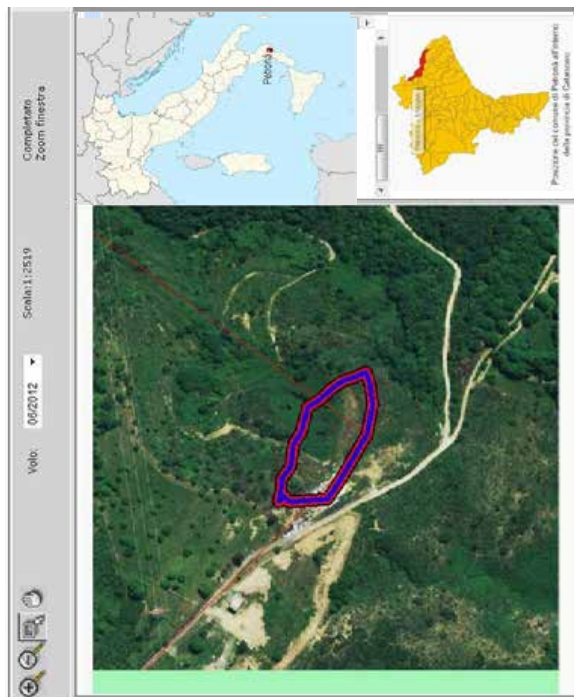 Volo:
06/2012
Scala:1:2519
Completato
Zoom finestra
Petronà
Posizione del comune di Petronà all'interno
della provincia di Catanzaro